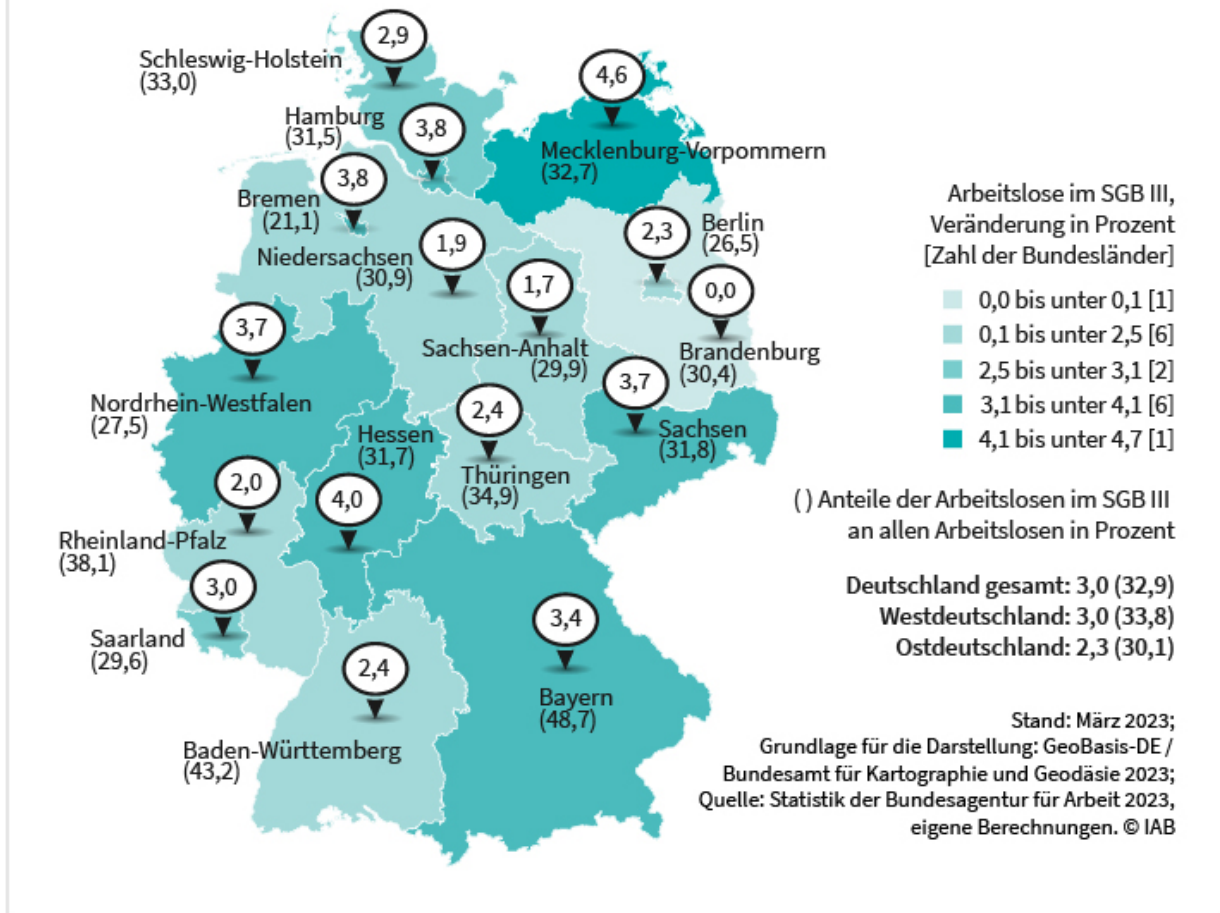 2,9
Schleswig-Holstein
(33,0)
4,6
Mecklenburg-Vorpommern
(32,7)
Hamburg
(31,5)
3,8
3,8
Bremen
(21,1)
1,9
Niedersachsen
(30,9)
2,3
Berlin
(26,5)
1,7
Sachsen-Anhalt
(29,9)
0,0
Brandenburg
(30,4)
3,7
Nordrhein-Westfalen
(27,5)
3,7
Sachsen
(31,8)
2,4
Thüringen
(34,9)
Hessen
(31,7)
4,0
2,0
Rheinland-Pfalz
(38,1)
3,0
Saarland
(29,6)
3,4
Bayern
(48,7)
2,4
Baden-Württemberg
(43,2)
Arbeitslose im SGB III,
Veränderung in Prozent
[Zahl der Bundesländer]
0,0 bis unter 0,1 [1]
0,1 bis unter 2,5 [6]
2,5 bis unter 3,1 [2]
3,1 bis unter 4,1 [6]
4,1 bis unter 4,7 [1]
( ) Anteile der Arbeitslosen im SGB III
an allen Arbeitslosen in Prozent
Deutschland gesamt: 3,0 (32,9)
Westdeutschland: 3,0 (33,8)
Ostdeutschland: 2,3 (30,1)
Stand: März 2023;
Grundlage für die Darstellung: GeoBasis-DE /
Bundesamt für Kartographie und Geodäsie 2023;
Quelle: Statistik der Bundesagentur für Arbeit 2023,
eigene Berechnungen. © IAB